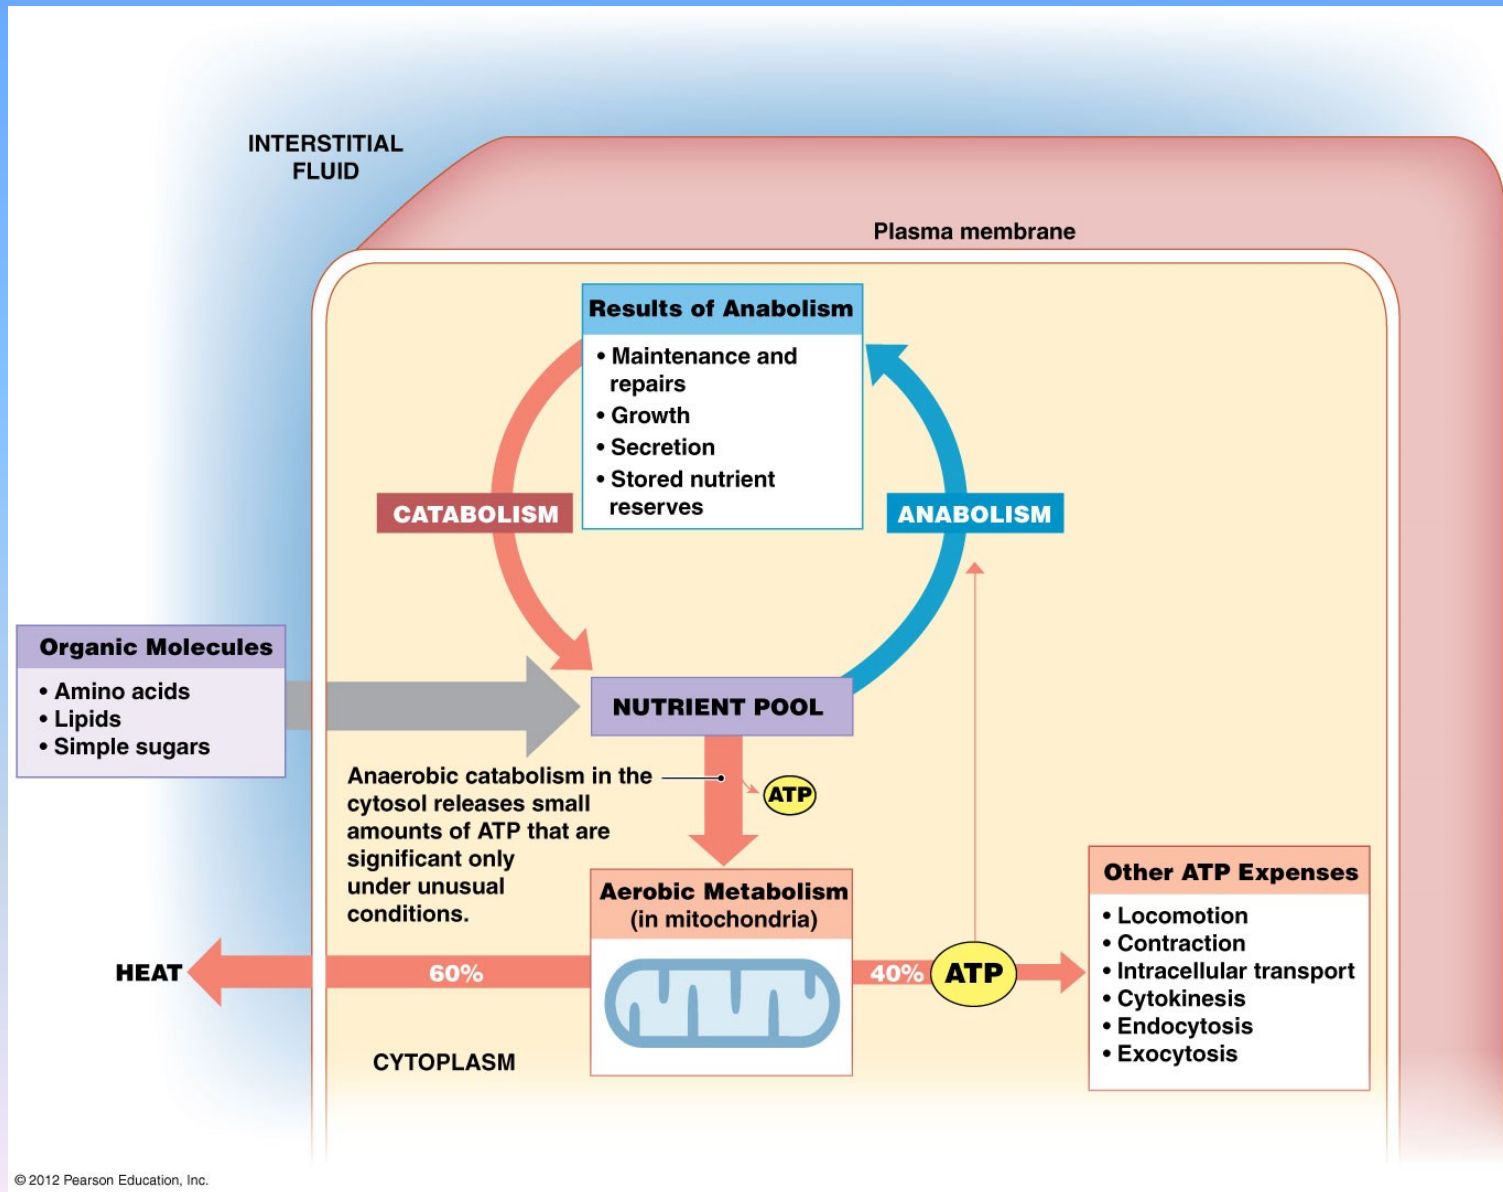 INTERSTITIAL
FLUID
Plasma membrane
Results of Anabolism
• Maintenance and
repairs
• Growth
• Secretion
• Stored nutrient
reserves
CATABOLISM
ANABOLISM
Organic Molecules
• Amino acids
• Lipids
• Simple sugars
NUTRIENT POOL
Anaerobic catabolism in the
cytosol releases small
amounts of ATP that are
significant only
under unusual
conditions.
ATP
Aerobic Metabolism
(in mitochondria)
HEAT
60%
40%
ATP
Other ATP Expenses
• Locomotion
• Contraction
• Intracellular transport
• Cytokinesis
• Endocytosis
• Exocytosis
CYTOPLASM
© 2012 Pearson Education, Inc.